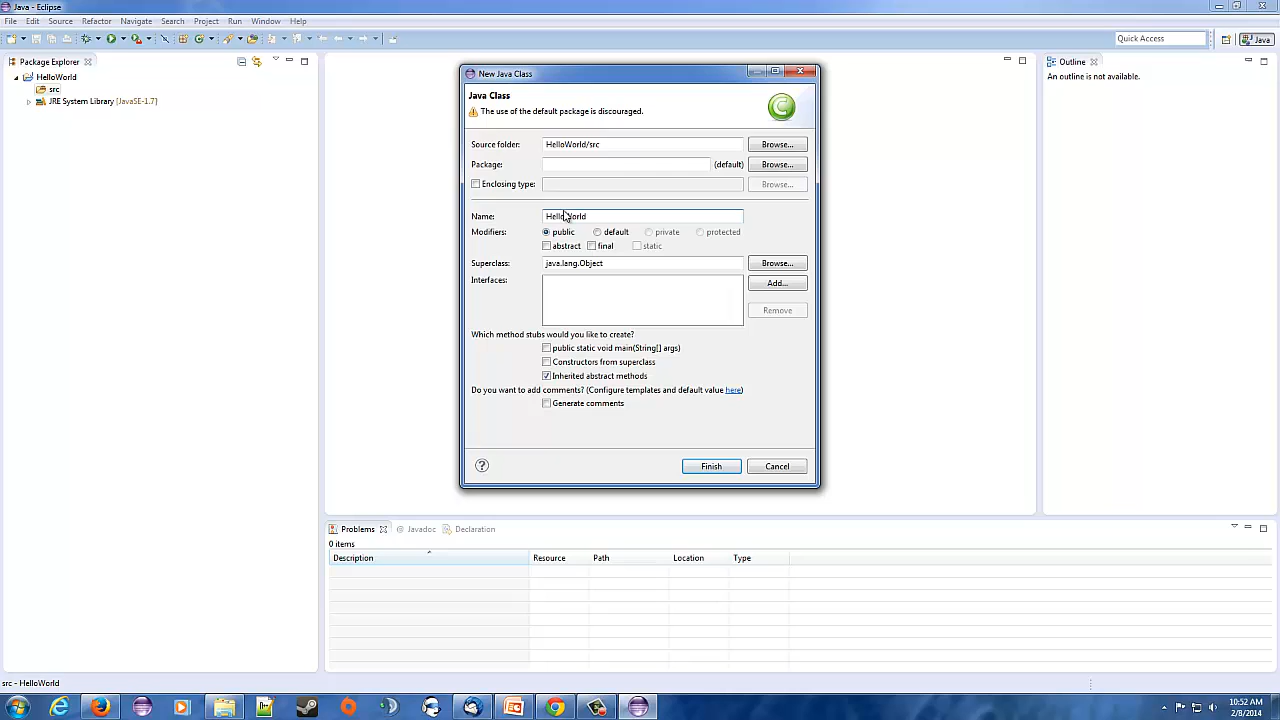 Java - Eclipse
File Edit Source Refactor Navigate Search Project Run Window Help
Quick Access
Java
Package Explorer
HelloWorld
src
JRE System Library [JavaSE-1.7]
New Java Class
Java Class
The use of the default package is discouraged.
Source folder: HelloWorld/src Browse...
Package: (default) Browse...
Enclosing type: Browse...
Name: HelloWorld
Modifiers: public default private protected
abstract final static
Superclass: java.lang.Object Browse...
Interfaces: Add...
Remove
Which method stubs would you like to create?
public static void main(String[] args)
Constructors from superclass
Inherited abstract methods
Do you want to add comments? (Configure templates and default value here)
Generate comments
Finish Cancel
Outline
An outline is not available.
Problems Javadoc Declaration
0 items
Description Resource Path Location Type
src - HelloWorld
10:52 AM
2/9/2014